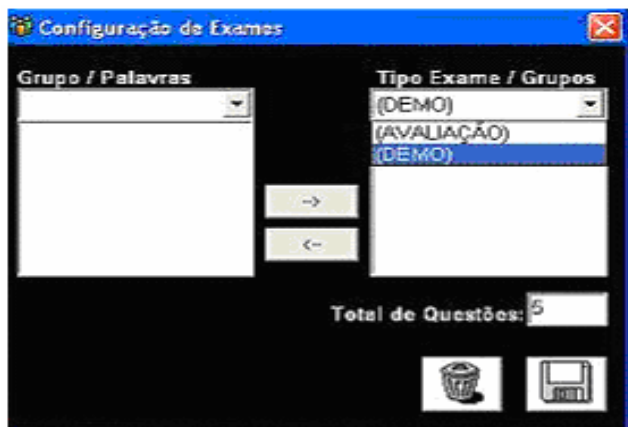 Configuração de Exames
Grupo / Palavras
Tipo Exame / Grupos
(DEMO)
(AVALIAÇÃO)
(DEMO)
-->
<--
Total de Questões: 5